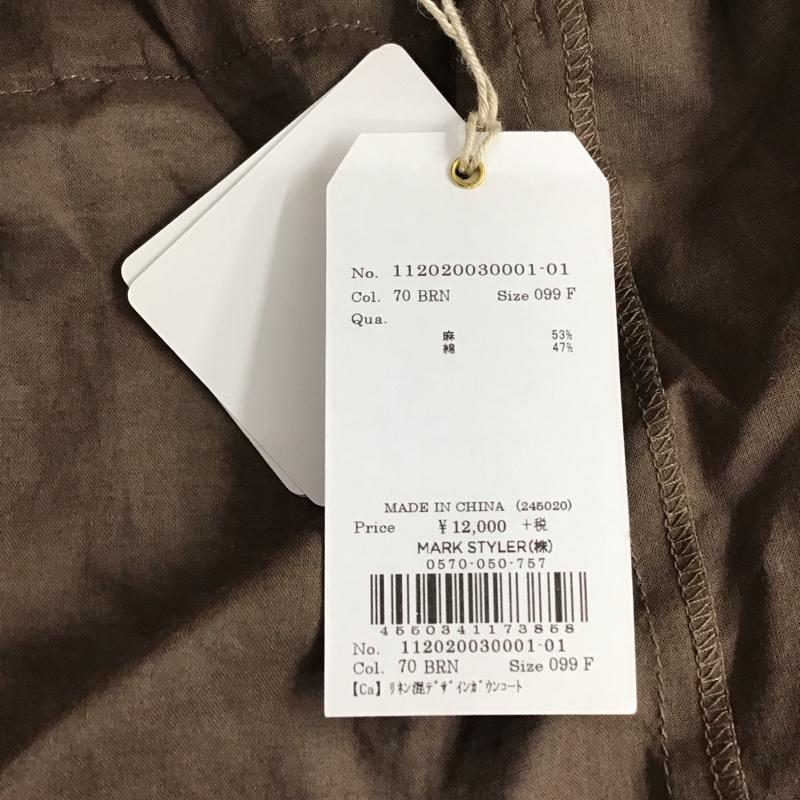 No. 112020030001-01
Col. 70 BRN Size 099 F
Qua.
麻 53%
綿 47%
MADE IN CHINA (245020)
Price ¥12,000 +税
MARK STYLER(株)
0570-050-757
4550341173858
No. 112020030001-01
Col. 70 BRN Size 099 F
【Ca】ﾘﾈﾝ混ﾃﾞｻﾞｲﾝｶﾞｳﾝｺｰﾄ